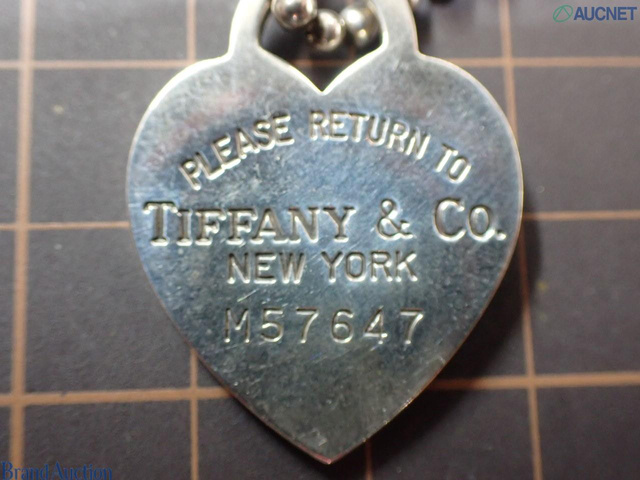 AUCNET
PLEASE RETURN TO
TIFFANY & CO.
NEW YORK
M57647
Brand Auction